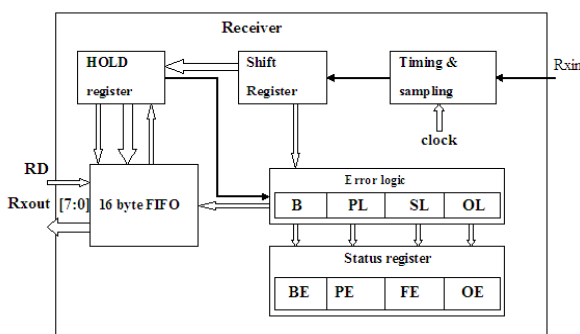 Receiver
HOLD
register
Shift
Register
Timing &
sampling
Rxin
clock
RD
Rxout [7:0]
16 byte FIFO
Error logic
B PL SL OL
Status register
BE PE FE OE